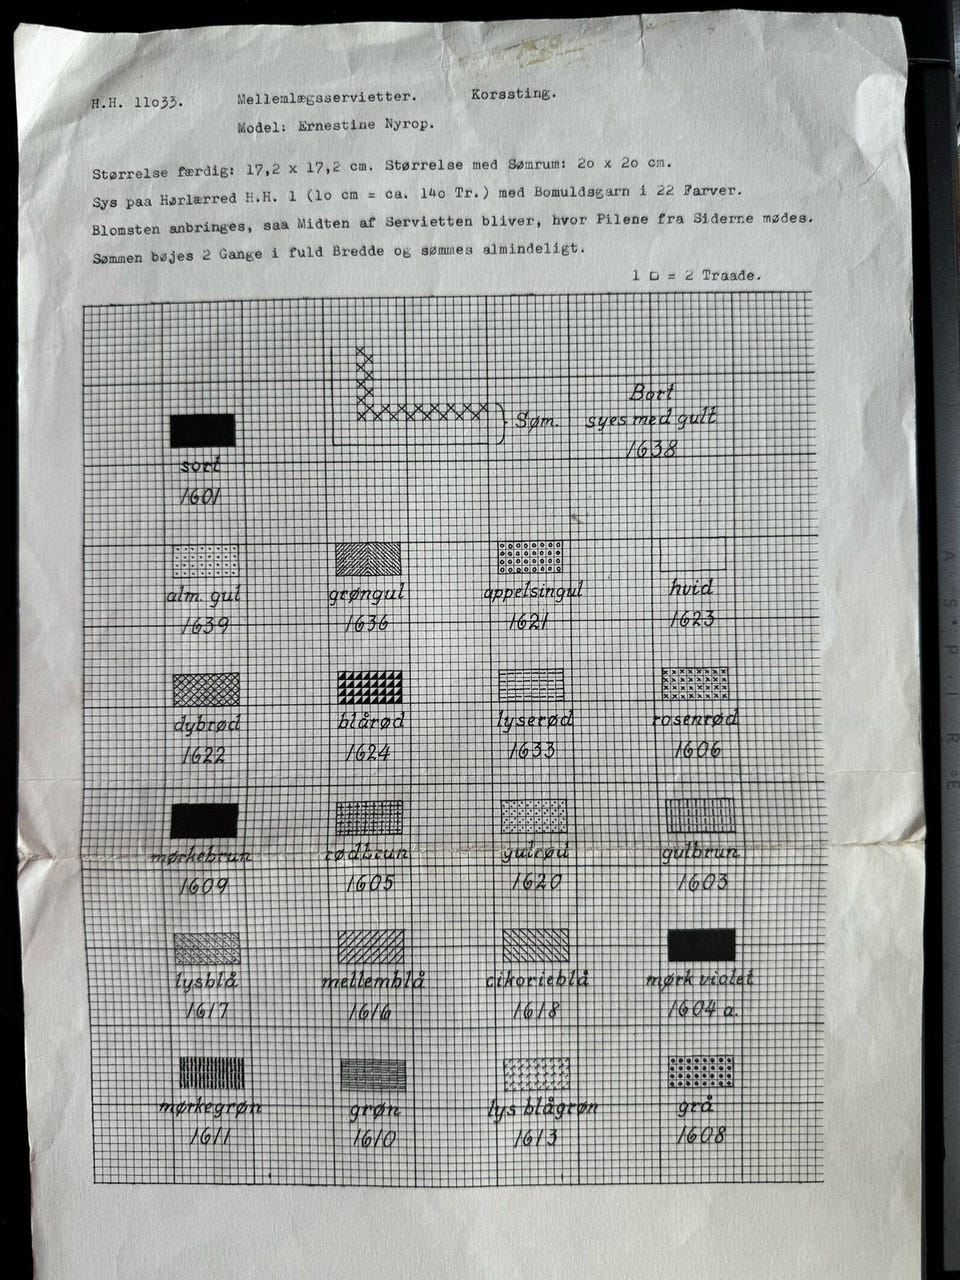 H.H. 11o33. Mellemlægsservietter. Korssting.
Model: Ernestine Nyrop.
Størrelse færdig: 17,2 x 17,2 cm. Størrelse med Sømrum: 2o x 2o cm.
Sys paa Hørlærred H.H. 1 (1o cm = ca. 14o Tr.) med Bomuldsgarn i 22 Farver.
Blomsten anbringes, saa Midten af Servietten bliver, hvor Pilene fra Siderne mødes.
Sømmen bøjes 2 Gange i fuld Bredde og sømmes almindeligt.
1 □ = 2 Traade.
Bort
Søm. syes med gult
1638
sort
1601
alm. gul grøngul appelsingul hvid
1639 1636 1621 1623
dybrød blårød lyserød rosenrød
1622 1624 1633 1606
mørkebrun rødbrun gulrød gulbrun
1609 1605 1620 1603
lysblå mellemblå cikorieblå mørk violet
1617 1616 1618 1604 a.
mørkegrøn grøn lys blågrøn grå
1611 1610 1613 1608